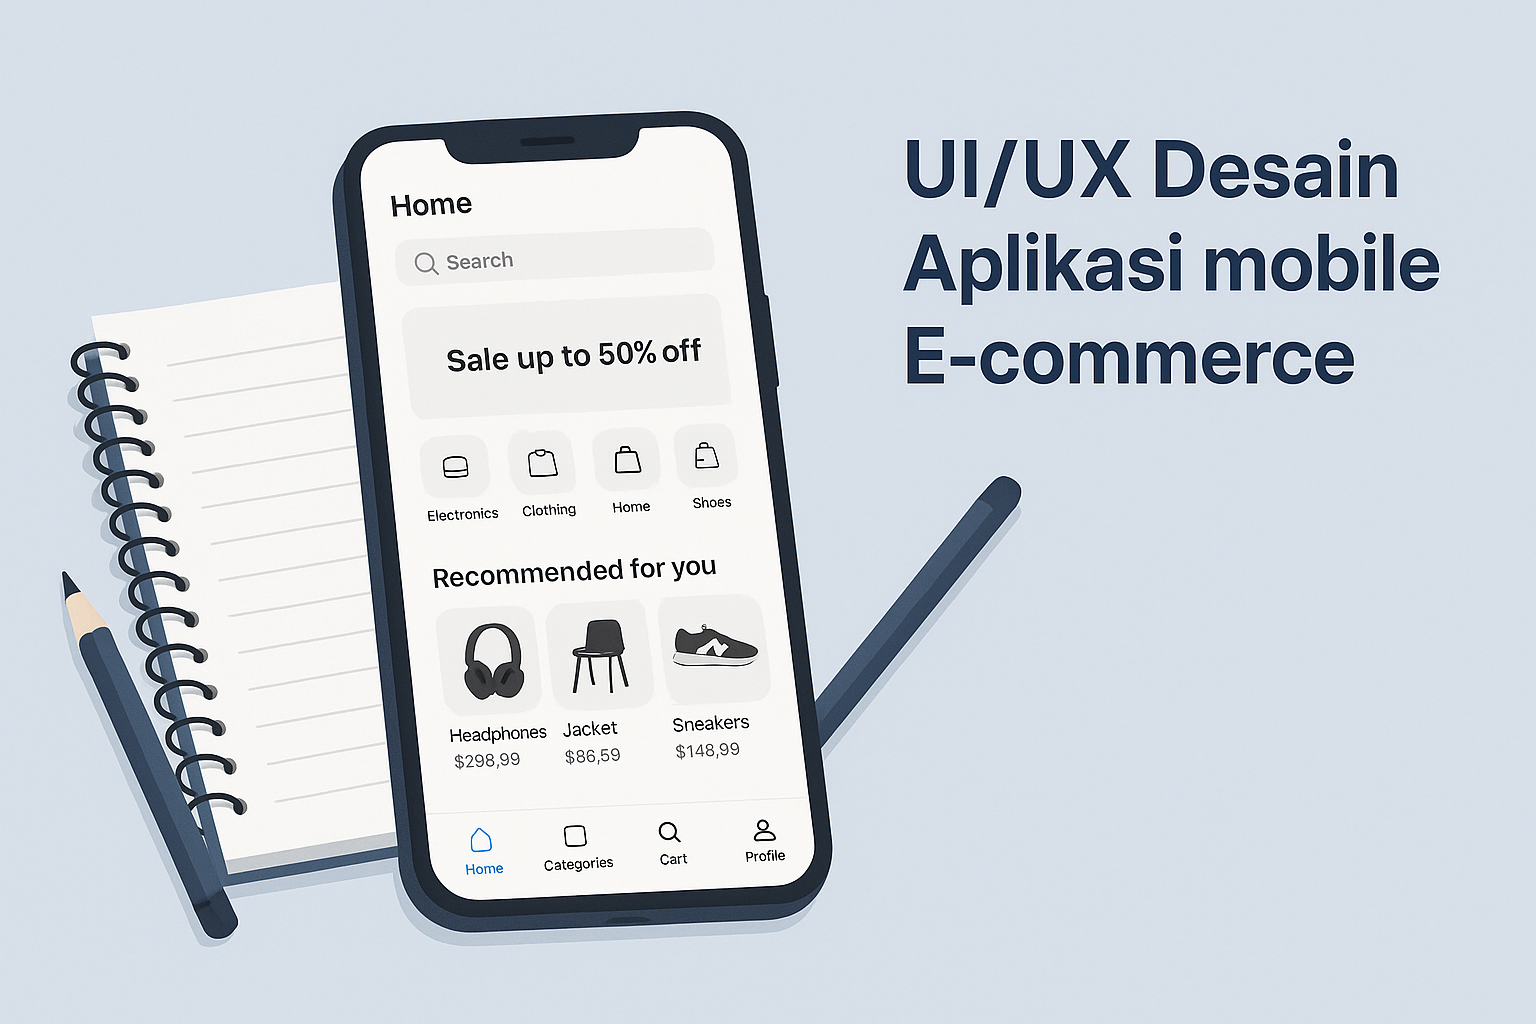 UI/UX Desain
Aplikasi mobile
E-commerce
Home
Search
Sale up to 50% off
Electronics Clothing Home Shoes
Recommended for you
N
Headphones Jacket Sneakers
$298,99 $86,59 $148,99
Home Categories Cart Profile